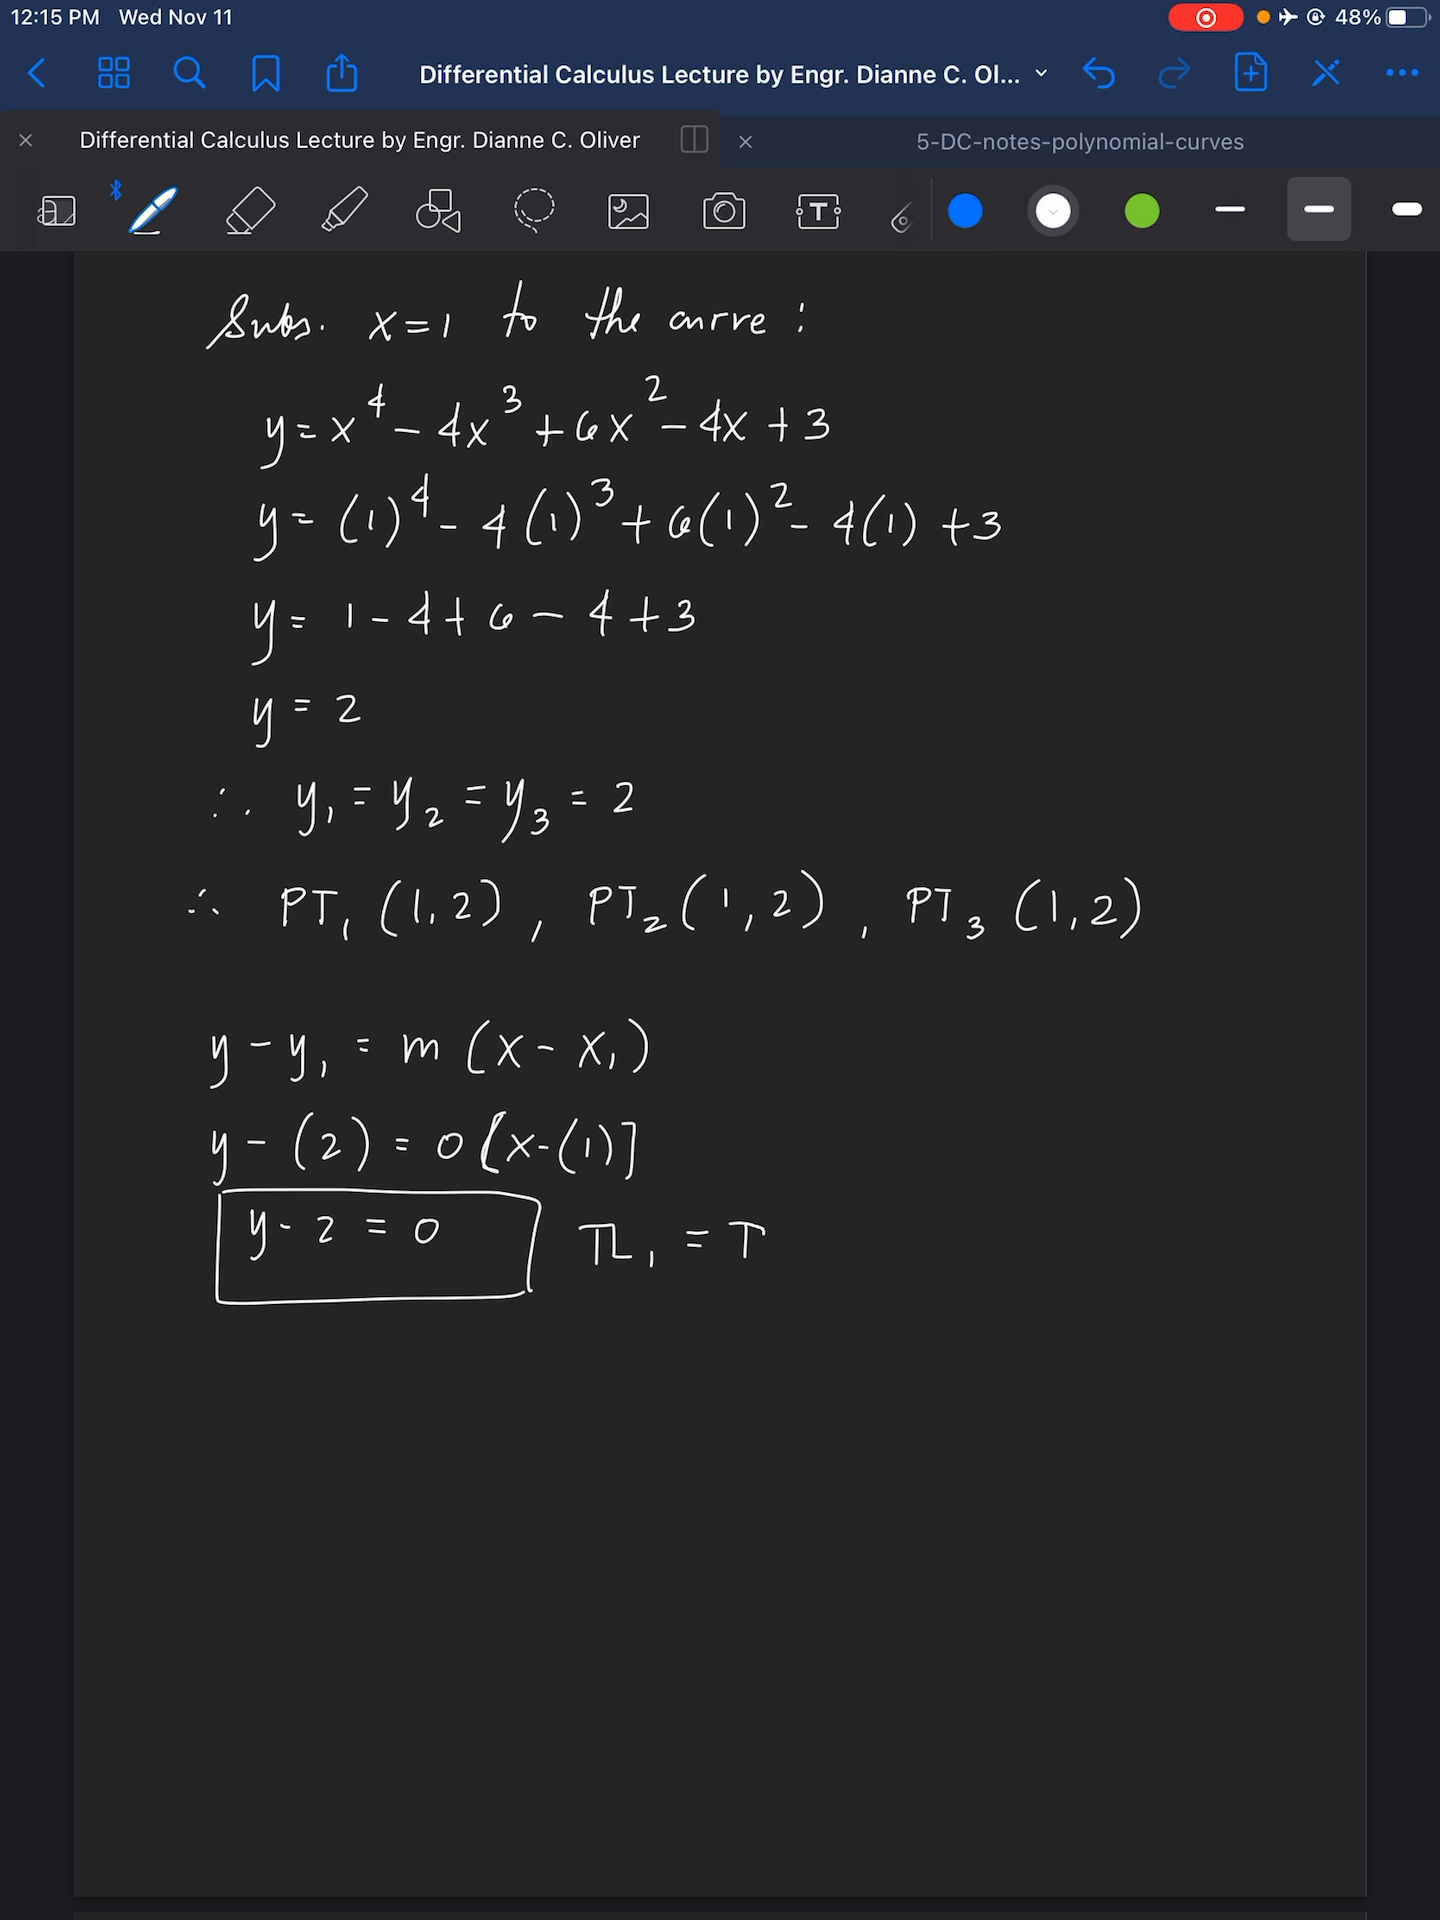 12:15 PM Wed Nov 11
48%
Differential Calculus Lecture by Engr. Dianne C. Ol...
Differential Calculus Lecture by Engr. Dianne C. Oliver
5-DC-notes-polynomial-curves
Subs. x=1 to the curve :
y = x⁴ - 4x³ + 6x² - 4x + 3
y = (1)⁴ - 4(1)³ + 6(1)² - 4(1) + 3
y = 1 - 4 + 6 - 4 + 3
y = 2
∴ y₁ = y₂ = y₃ = 2
∴ PT₁ (1,2) , PT₂ (1,2) , PT₃ (1,2)
y - y₁ = m (x - x₁)
y - (2) = 0 [x-(1)]
y - 2 = 0 TL₁ = T